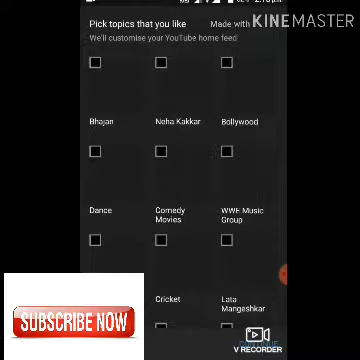 Pick topics that you like
Made with
KINEMASTER
We'll customise your YouTube home feed
Bhajan
Neha Kakkar
Bollywood
Dance
Comedy
Movies
WWE Music
Group
Cricket
Lata
Mangeshkar
SUBSCRIBE NOW
V RECORDER